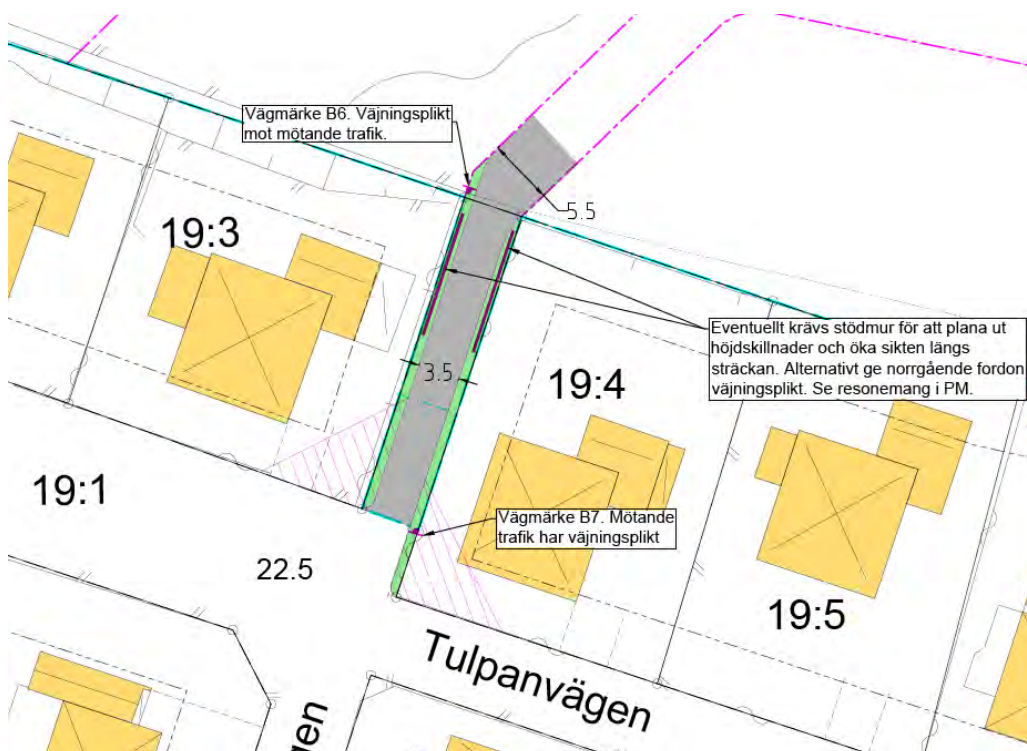 Vägmärke B6. Väjningsplikt
mot mötande trafik.
5.5
19:3
Eventuellt krävs stödmur för att plana ut
höjdskillnader och öka sikten längs
sträckan. Alternativt ge norrgående fordon
väjningsplikt. Se resonemang i PM.
3.5
19:4
19:1
Vägmärke B7. Mötande
trafik har väjningsplikt
22.5
19:5
Tulpanvägen
gen